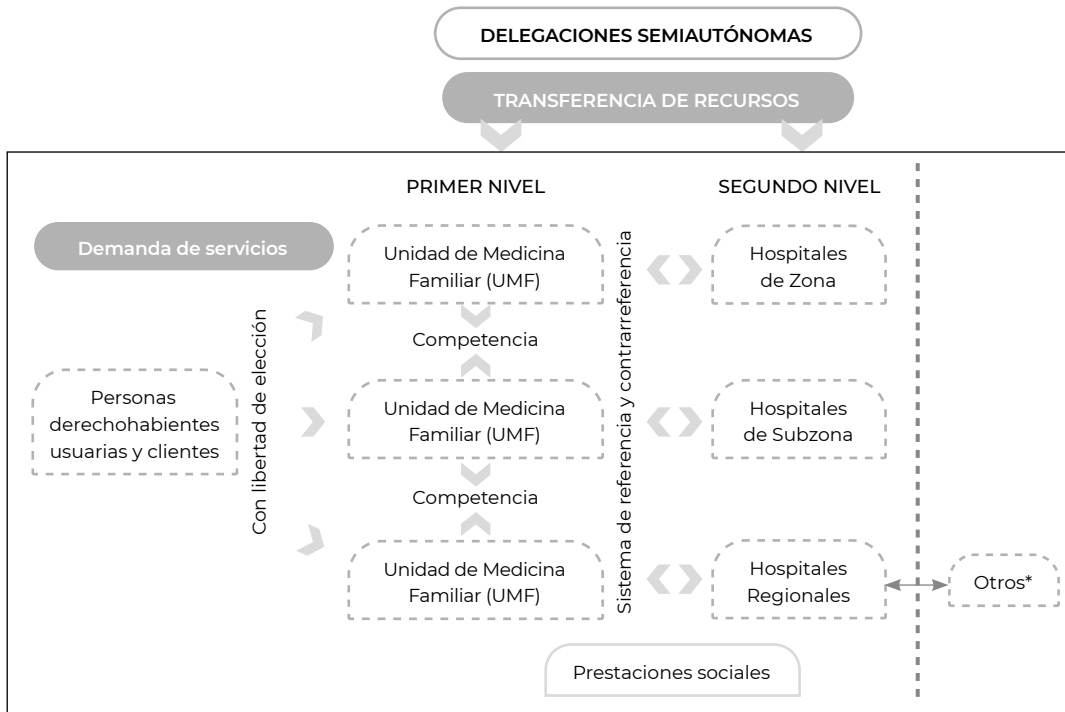 DELEGACIONES SEMIAUTÓNOMAS
TRANSFERENCIA DE RECURSOS
PRIMER NIVEL
SEGUNDO NIVEL
Demanda de servicios
Personas
derechohabientes
usuarias y clientes
Con libertad de elección
Unidad de Medicina
Familiar (UMF)
Competencia
Unidad de Medicina
Familiar (UMF)
Competencia
Unidad de Medicina
Familiar (UMF)
Sistema de referencia y contrarreferencia
Hospitales
de Zona
Hospitales
de Subzona
Hospitales
Regionales
Otros*
Prestaciones sociales